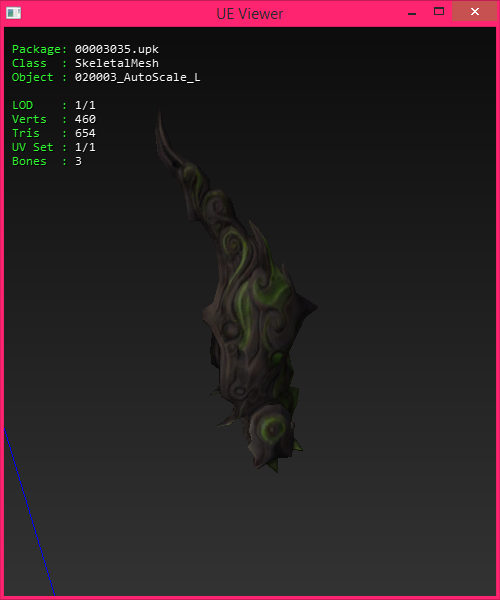 UE Viewer
Package: 00003035.upk
Class : SkeletalMesh
Object : 020003_AutoScale_L
LOD : 1/1
Verts : 460
Tris : 654
UV Set : 1/1
Bones : 3